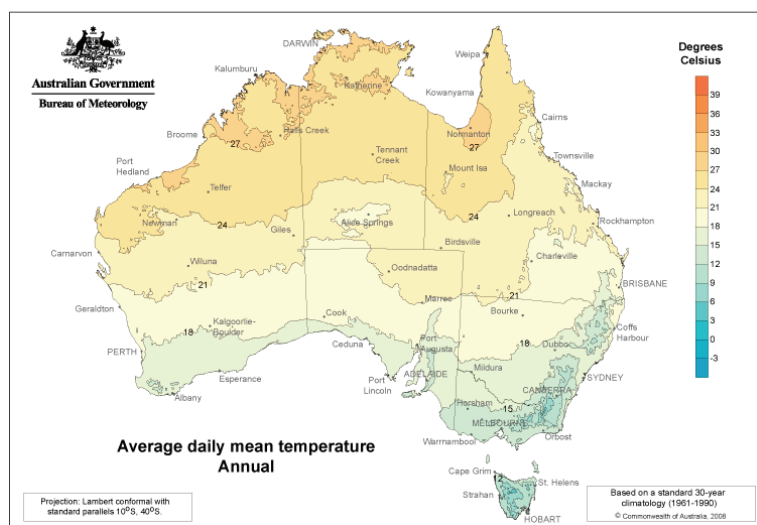 Australian Government
Bureau of Meteorology
DARWIN
Weipa
Kalumburu
Kowanyama
Katherine
Cairns
Broome
Halls Creek
Normanton
27
27
Townsville
Port
Hedland
Tennant
Creek
Mount Isa
Mackay
Telfer
24
Longreach
Rockhampton
Newman
24
Alice Springs
Giles
Birdsville
Carnarvon
Wiluna
Oodnadatta
Charleville
BRISBANE
21
21
Geraldton
Marree
Bourke
Cook
Coffs
Harbour
18
Kalgoorlie-
Boulder
18
Dubbo
PERTH
Ceduna
Port
Augusta
Esperance
Port
Lincoln
ADELAIDE
Mildura
SYDNEY
Albany
CANBERRA
Horsham
15
MELBOURNE
Warrnambool
Orbost
Cape Grim
12
St. Helens
Strahan
HOBART
Degrees
Celsius
39
36
33
30
27
24
21
18
15
12
9
6
3
0
-3
Average daily mean temperature
Annual
Projection: Lambert conformal with
standard parallels 10°S, 40°S.
Based on a standard 30-year
climatology (1961-1990)
© Commonwealth of Australia, 2008